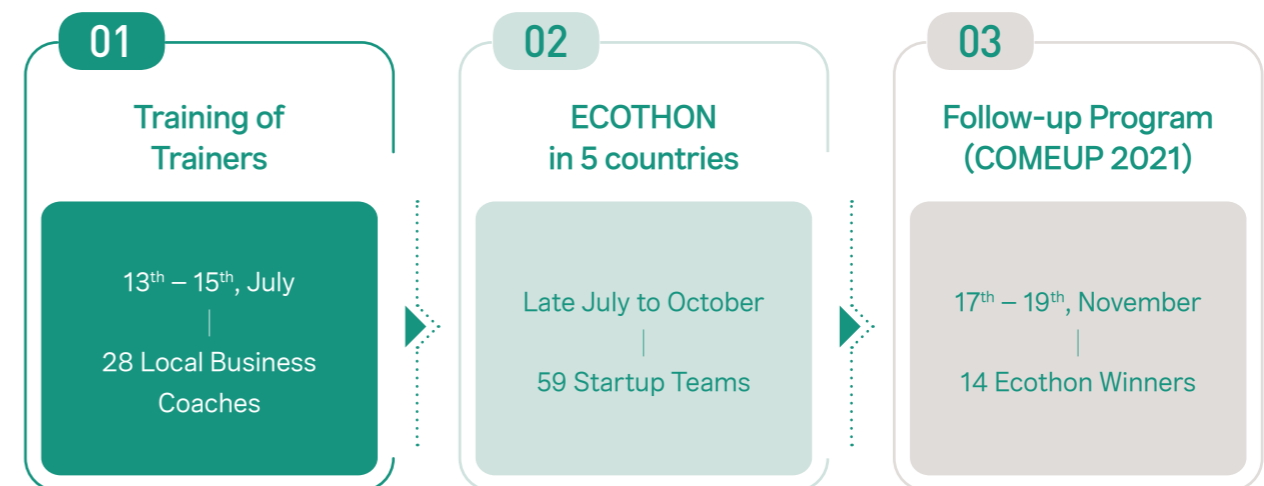 01
Training of
Trainers
13th – 15th, July
28 Local Business
Coaches
02
ECOTHON
in 5 countries
Late July to October
59 Startup Teams
03
Follow-up Program
(COMEUP 2021)
17th – 19th, November
14 Ecothon Winners